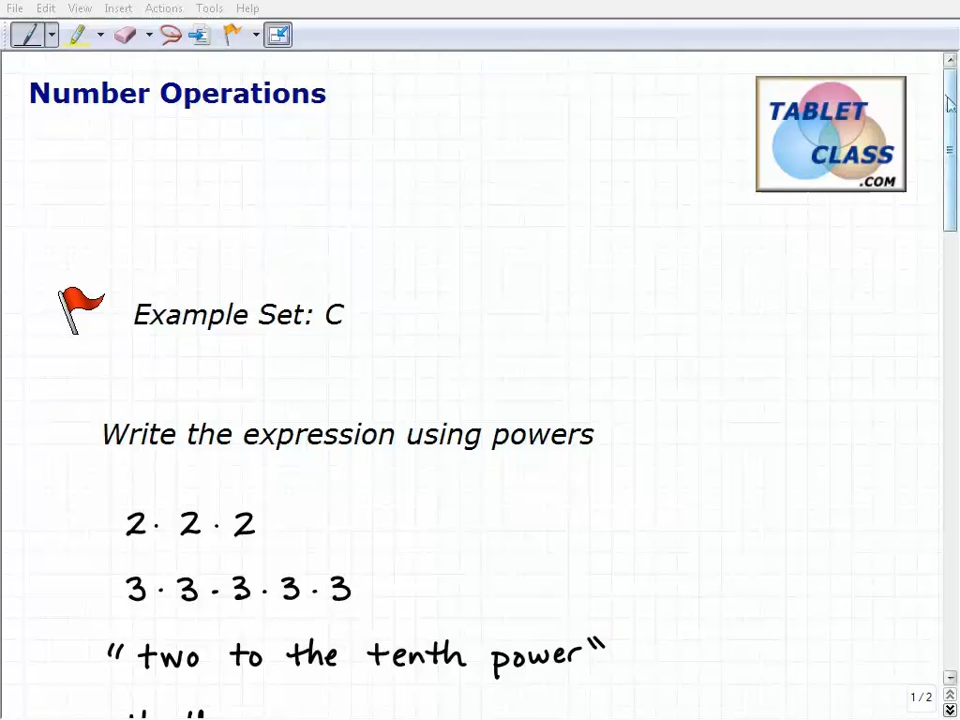 File Edit View Insert Actions Tools Help
Number Operations
TABLET
CLASS
.COM
Example Set: C
Write the expression using powers
2 · 2 · 2
3 · 3 · 3 · 3 · 3
" two to the tenth power "
1 / 2